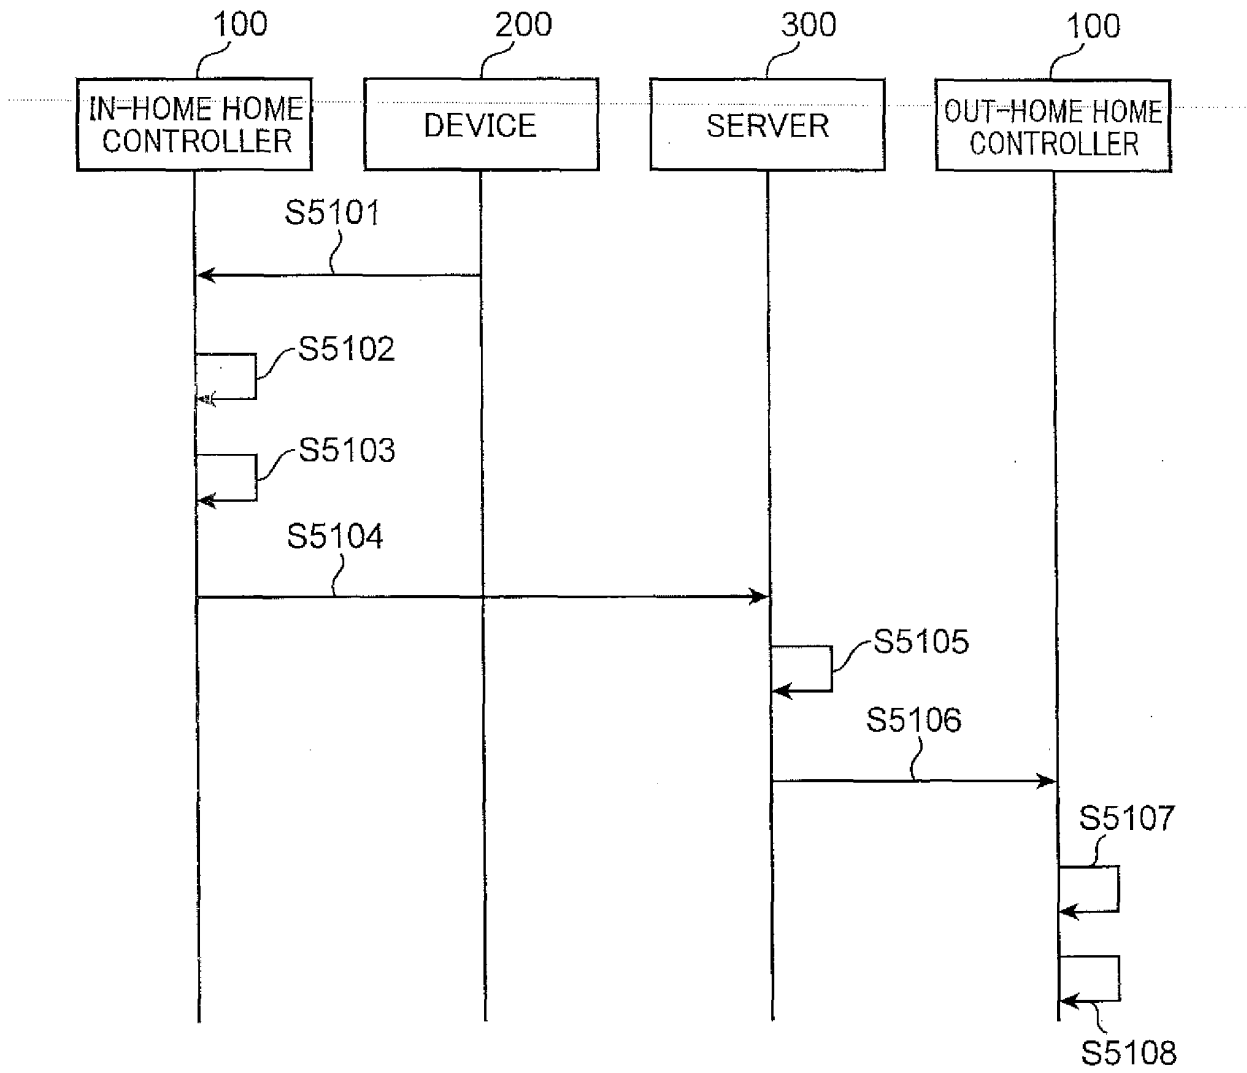 100
200
300
100
IN-HOME HOME
CONTROLLER
DEVICE
SERVER
OUT-HOME HOME
CONTROLLER
S5101
S5102
S5103
S5104
S5105
S5106
S5107
S5108